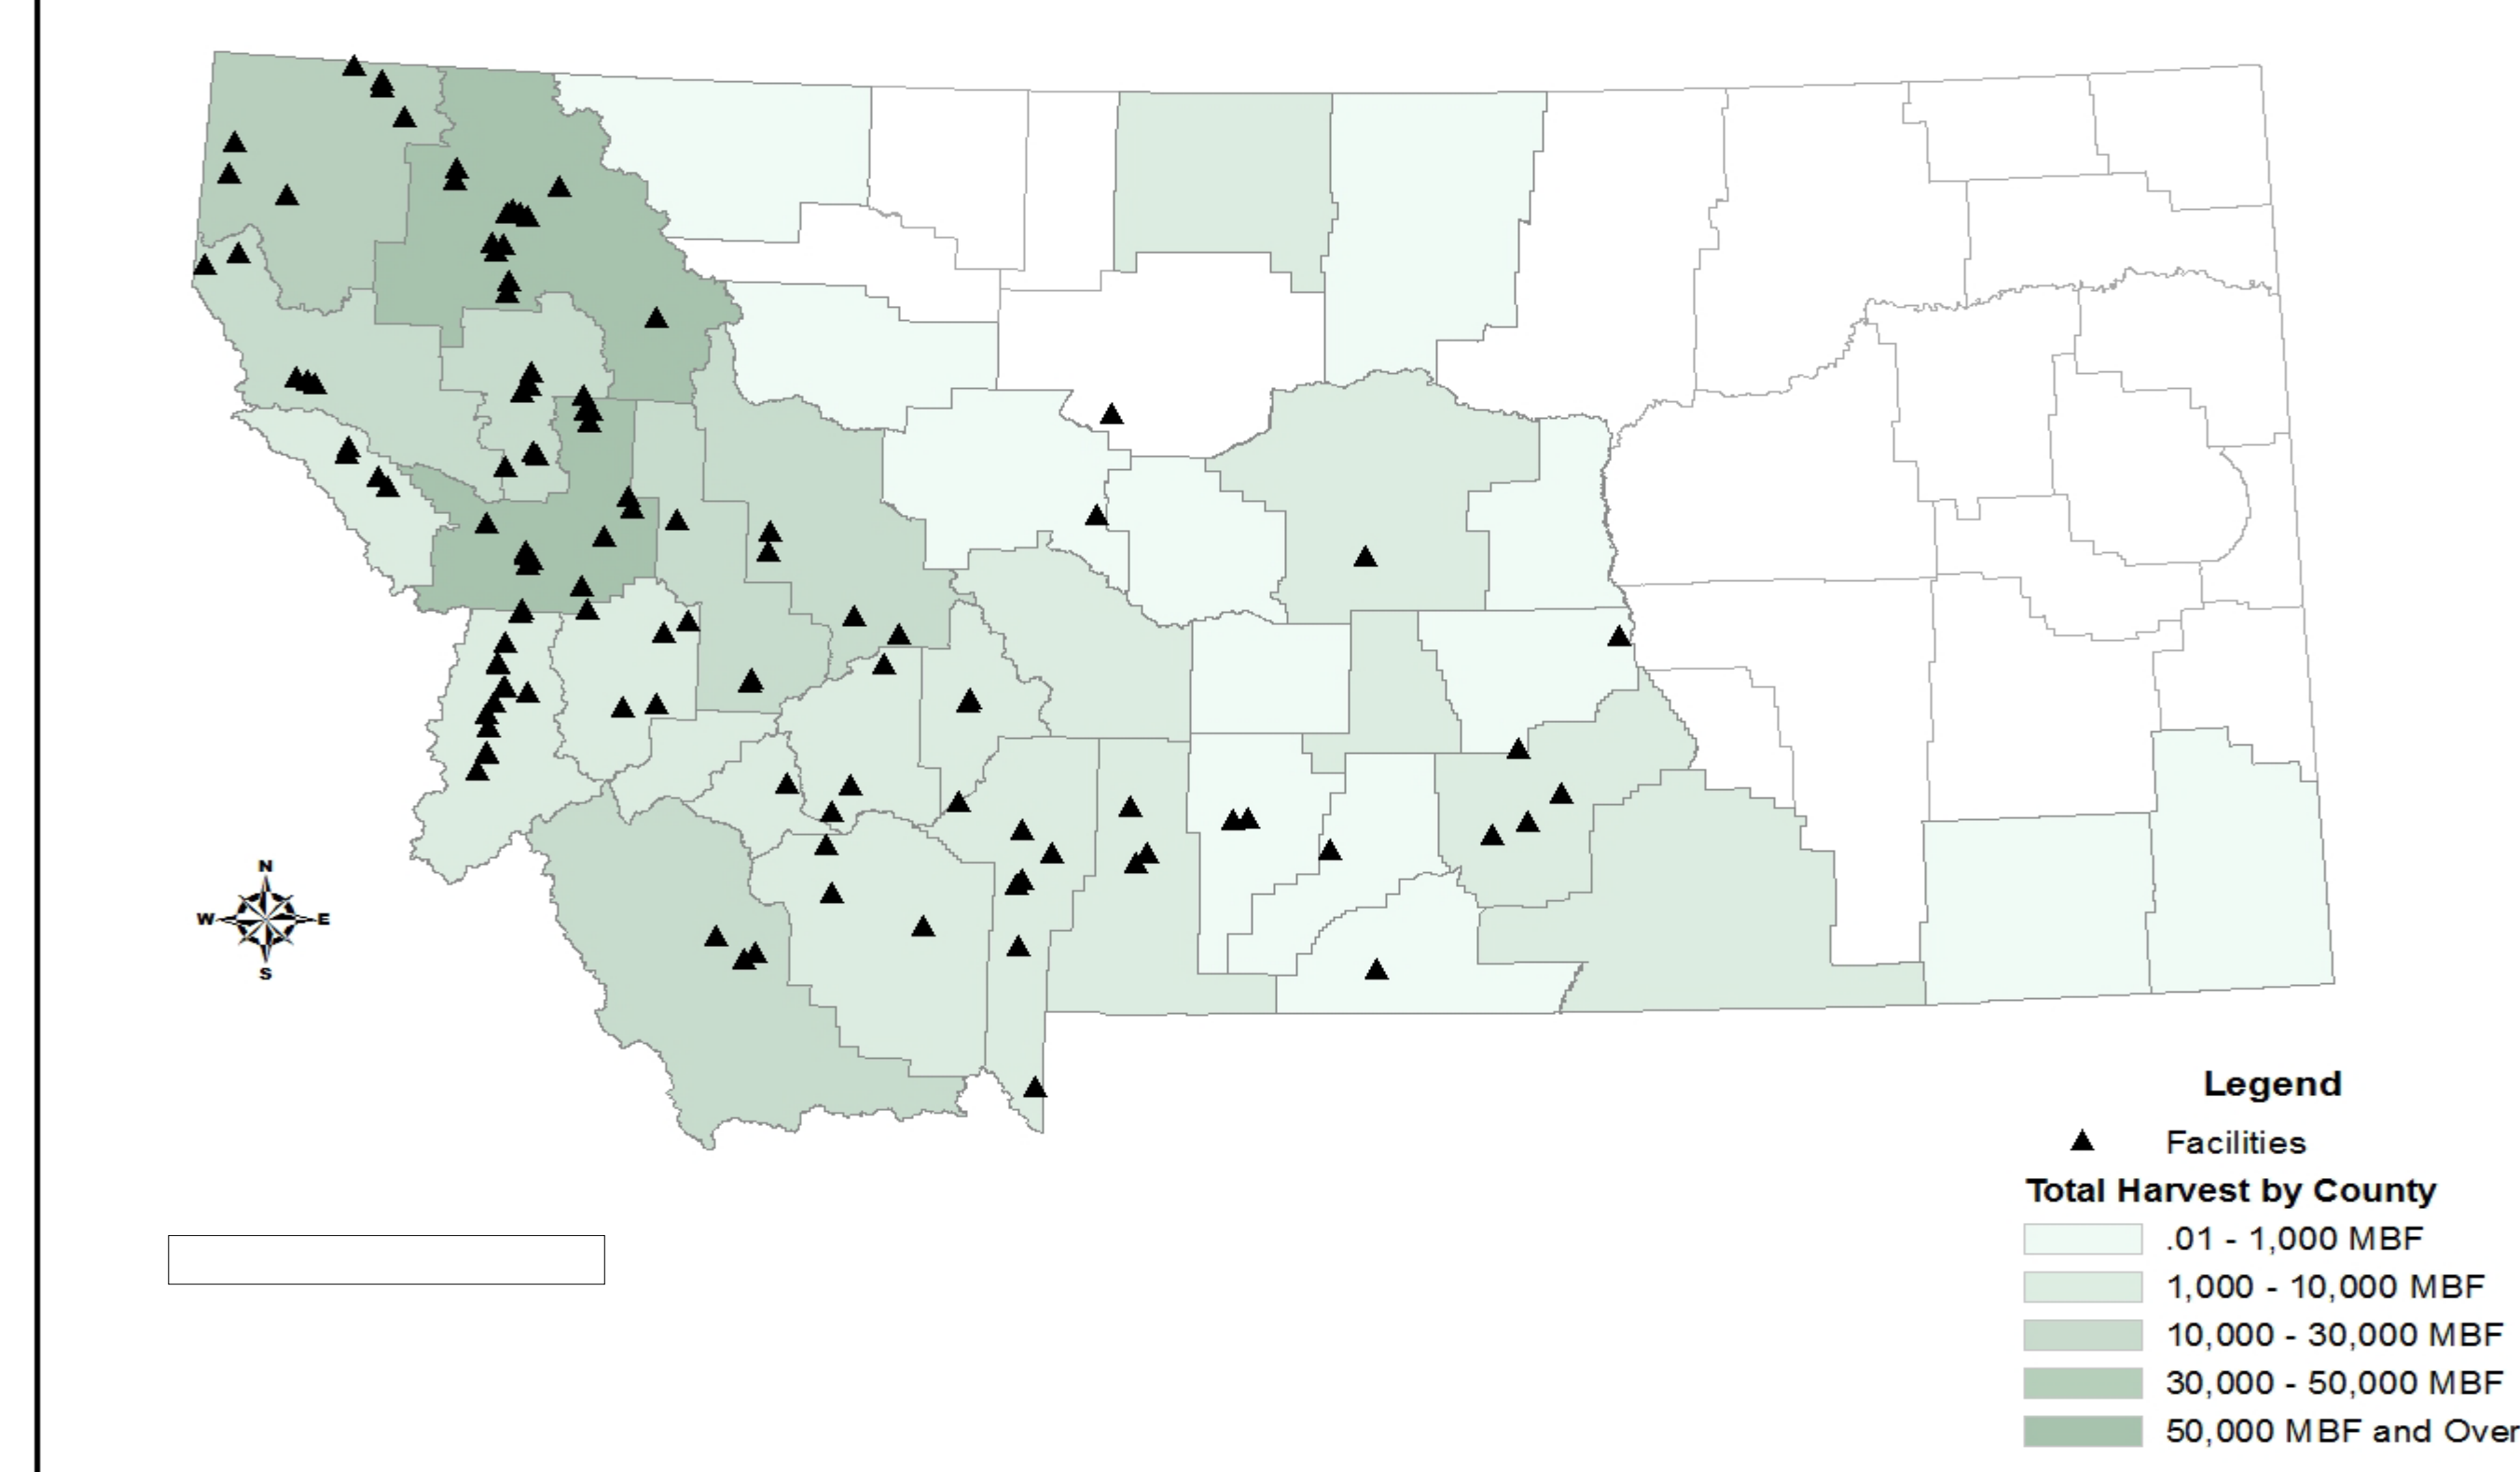 N
W E
S
Legend
Facilities
Total Harvest by County
.01 - 1,000 MBF
1,000 - 10,000 MBF
10,000 - 30,000 MBF
30,000 - 50,000 MBF
50,000 MBF and Over